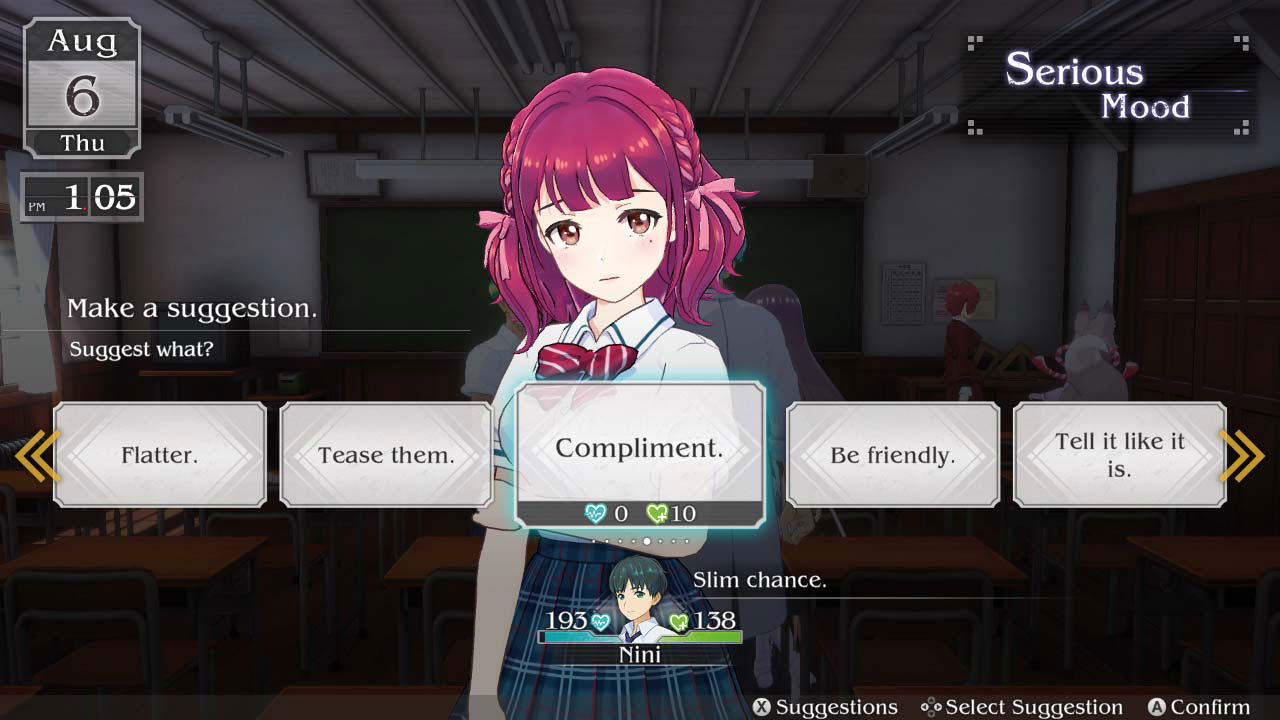 Aug
6
Thu
PM 1 05
Serious
Mood
Make a suggestion.
Suggest what?
Flatter.
Tease them.
Compliment.
Be friendly.
Tell it like it
is.
0 10
Slim chance.
193 138
Nini
X Suggestions Select Suggestion A Confirm